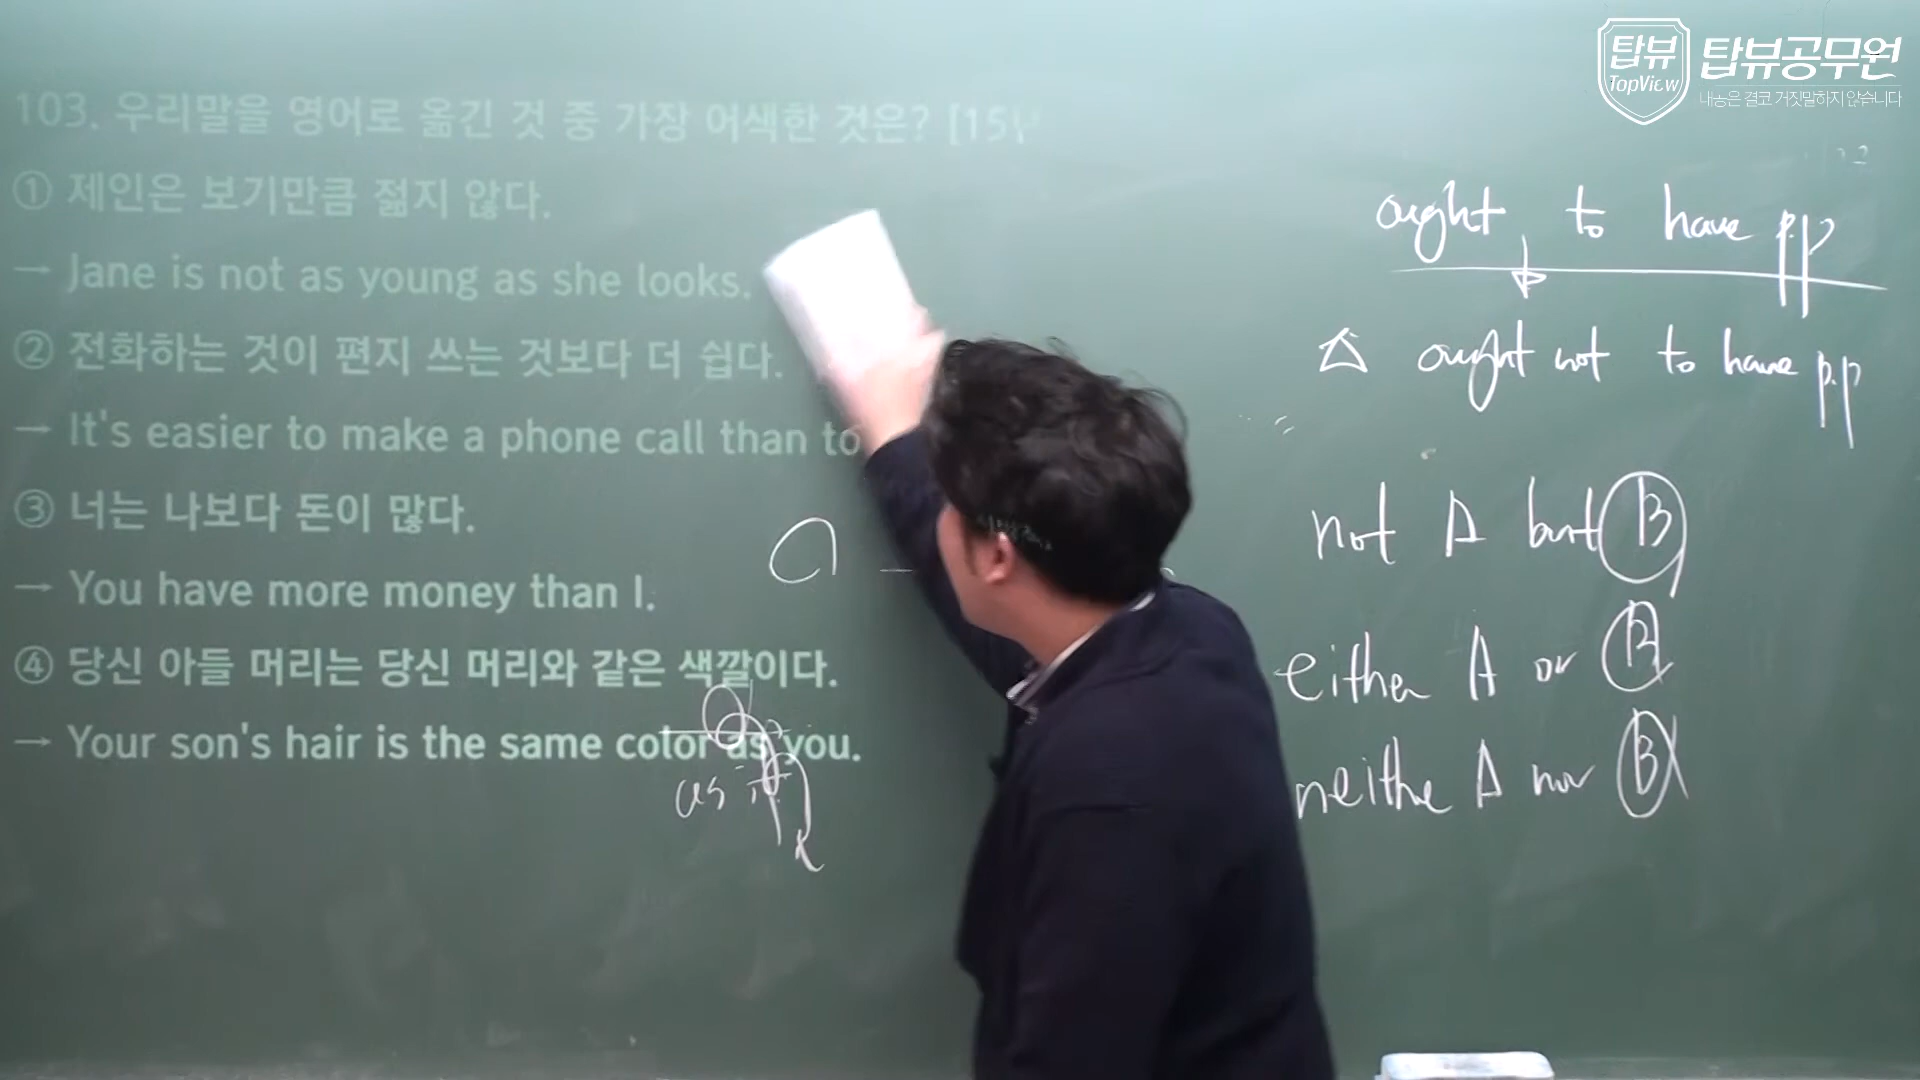 탑뷰
TopView
탑뷰공무원
내공은 결코 거짓말하지 않습니다
103. 우리말을 영어로 옮긴 것 중 가장 어색한 것은? [15년
① 제인은 보기만큼 젊지 않다.
→ Jane is not as young as she looks.
② 전화하는 것이 편지 쓰는 것보다 더 쉽다.
→ It's easier to make a phone call than to
③ 너는 나보다 돈이 많다.
→ You have more money than I.
④ 당신 아들 머리는 당신 머리와 같은 색깔이다.
→ Your son's hair is the same color as you.
as
ought to have p.p
ought not to have p.p
not A but B
either A or B
neithe A nor B